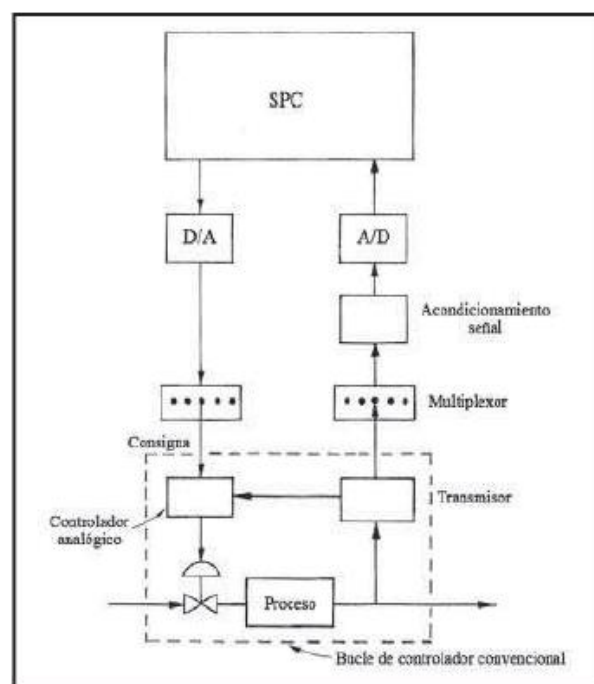 SPC
D/A
A/D
Acondicionamiento
señal
Multiplexor
Consigna
Transmisor
Controlador
analógico
Proceso
Bucle de controlador convencional